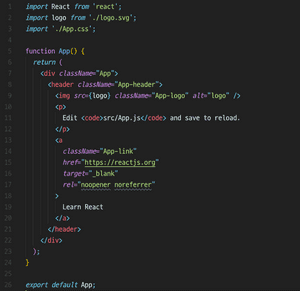 1 import React from 'react';
2 import logo from './logo.svg';
3 import './App.css';
4
5 function App() {
6 return (
7 <div className="App">
8 <header className="App-header">
9 <img src={logo} className="App-logo" alt="logo" />
10 <p>
11 Edit <code>src/App.js</code> and save to reload.
12 </p>
13 <a
14 className="App-link"
15 href="https://reactjs.org"
16 target="_blank"
17 rel="noopener noreferrer"
18 >
19 Learn React
20 </a>
21 </header>
22 </div>
23 );
24 }
25
26 export default App;